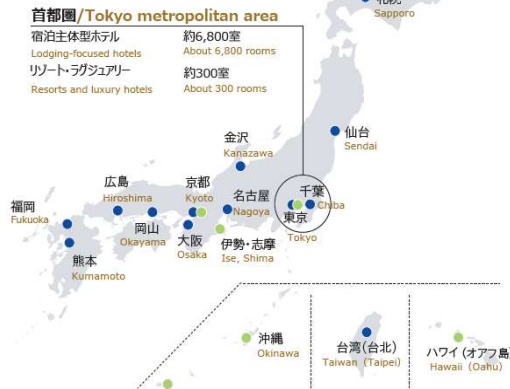 首都圏/Tokyo metropolitan area
宿泊主体型ホテル 約6,800室
Lodging-focused hotels About 6,800 rooms
リゾート・ラグジュアリー 約300室
Resorts and luxury hotels About 300 rooms
札幌
Sapporo
仙台
Sendai
金沢
Kanazawa
広島
Hiroshima
京都
Kyoto
名古屋
Nagoya
千葉
Chiba
東京
Tokyo
福岡
Fukuoka
岡山
Okayama
大阪
Osaka
伊勢・志摩
Ise, Shima
熊本
Kumamoto
沖縄
Okinawa
台湾(台北)
Taiwan (Taipei)
ハワイ (オアフ島
Hawaii (Oahu)